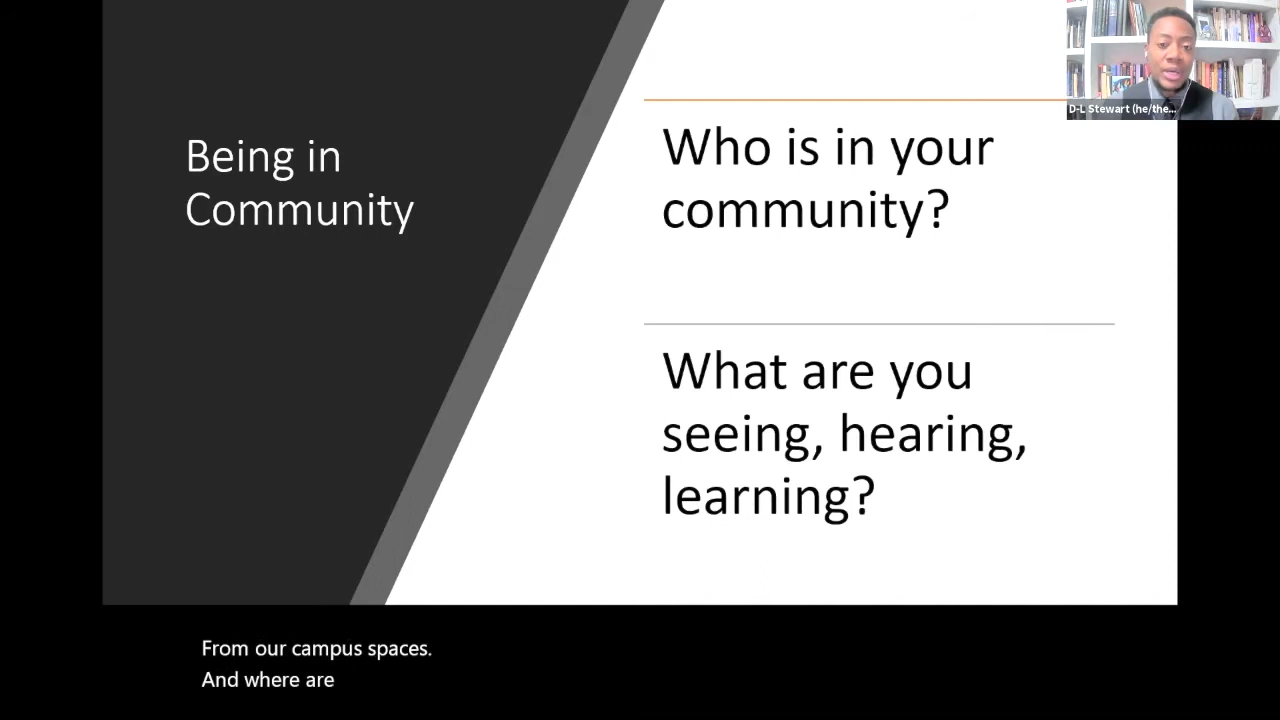 Being in
Community
Who is in your
community?
What are you
seeing, hearing,
learning?
D-L Stewart (he/the...
From our campus spaces.
And where are